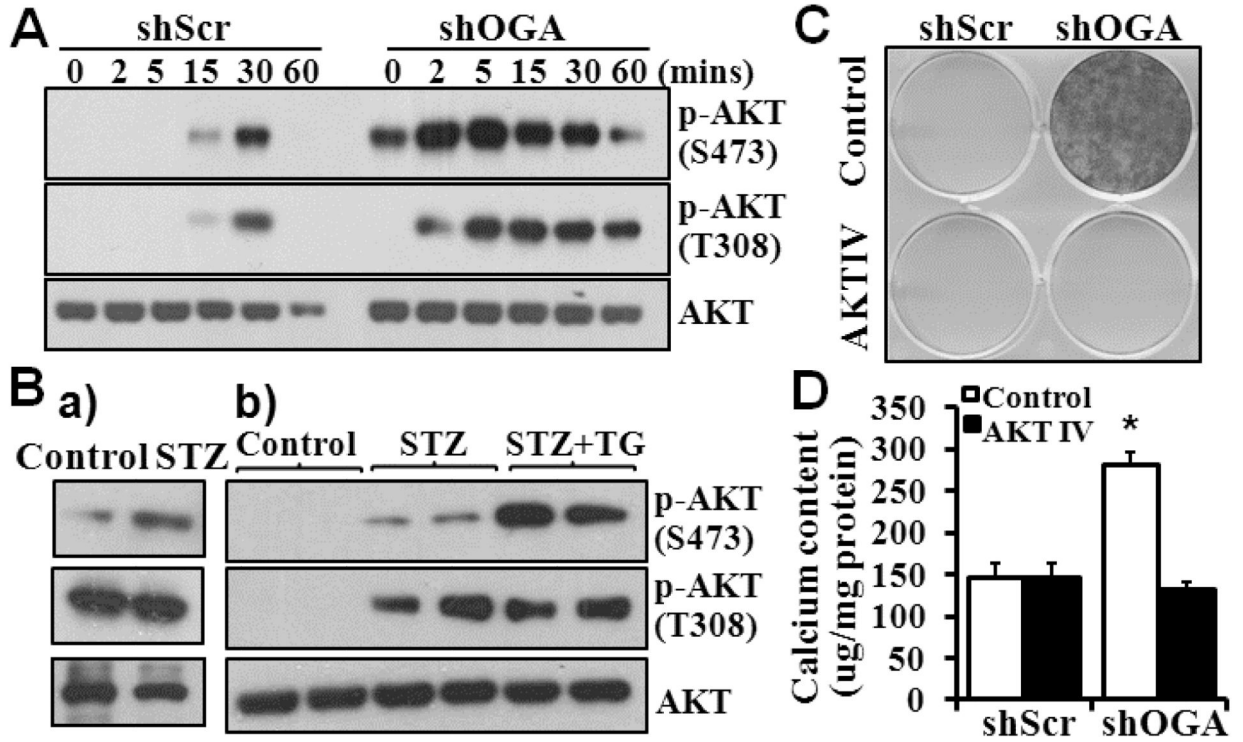 A
shScr shOGA
0 2 5 15 30 60 0 2 5 15 30 60 (mins)
p-AKT
(S473)
p-AKT
(T308)
AKT
B
a)
Control STZ
b)
Control STZ STZ+TG
p-AKT
(S473)
p-AKT
(T308)
AKT
C
shScr shOGA
Control
AKTIV
D
Calcium content
(ug/mg protein)
350
300
250
200
150
100
50
0
Control
AKT IV
*
shScr shOGA